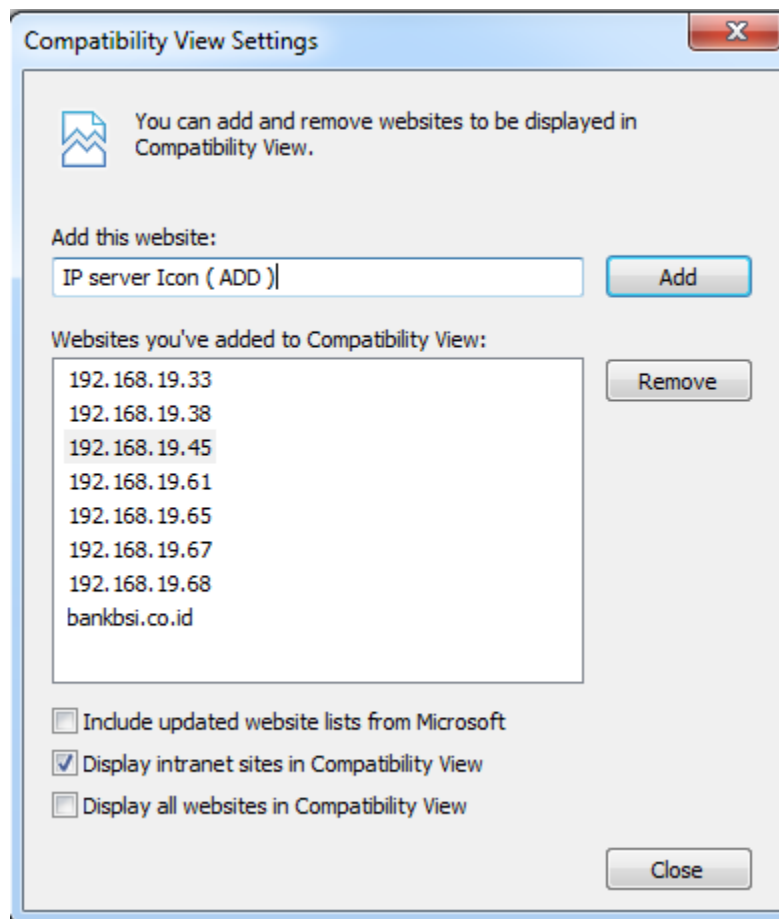 Compatibility View Settings
You can add and remove websites to be displayed in
Compatibility View.
Add this website:
IP server Icon ( ADD )
Add
Websites you've added to Compatibility View:
192.168.19.33
Remove
192.168.19.38
192.168.19.45
192.168.19.61
192.168.19.65
192.168.19.67
192.168.19.68
bankbsi.co.id
Include updated website lists from Microsoft
Display intranet sites in Compatibility View
Display all websites in Compatibility View
Close